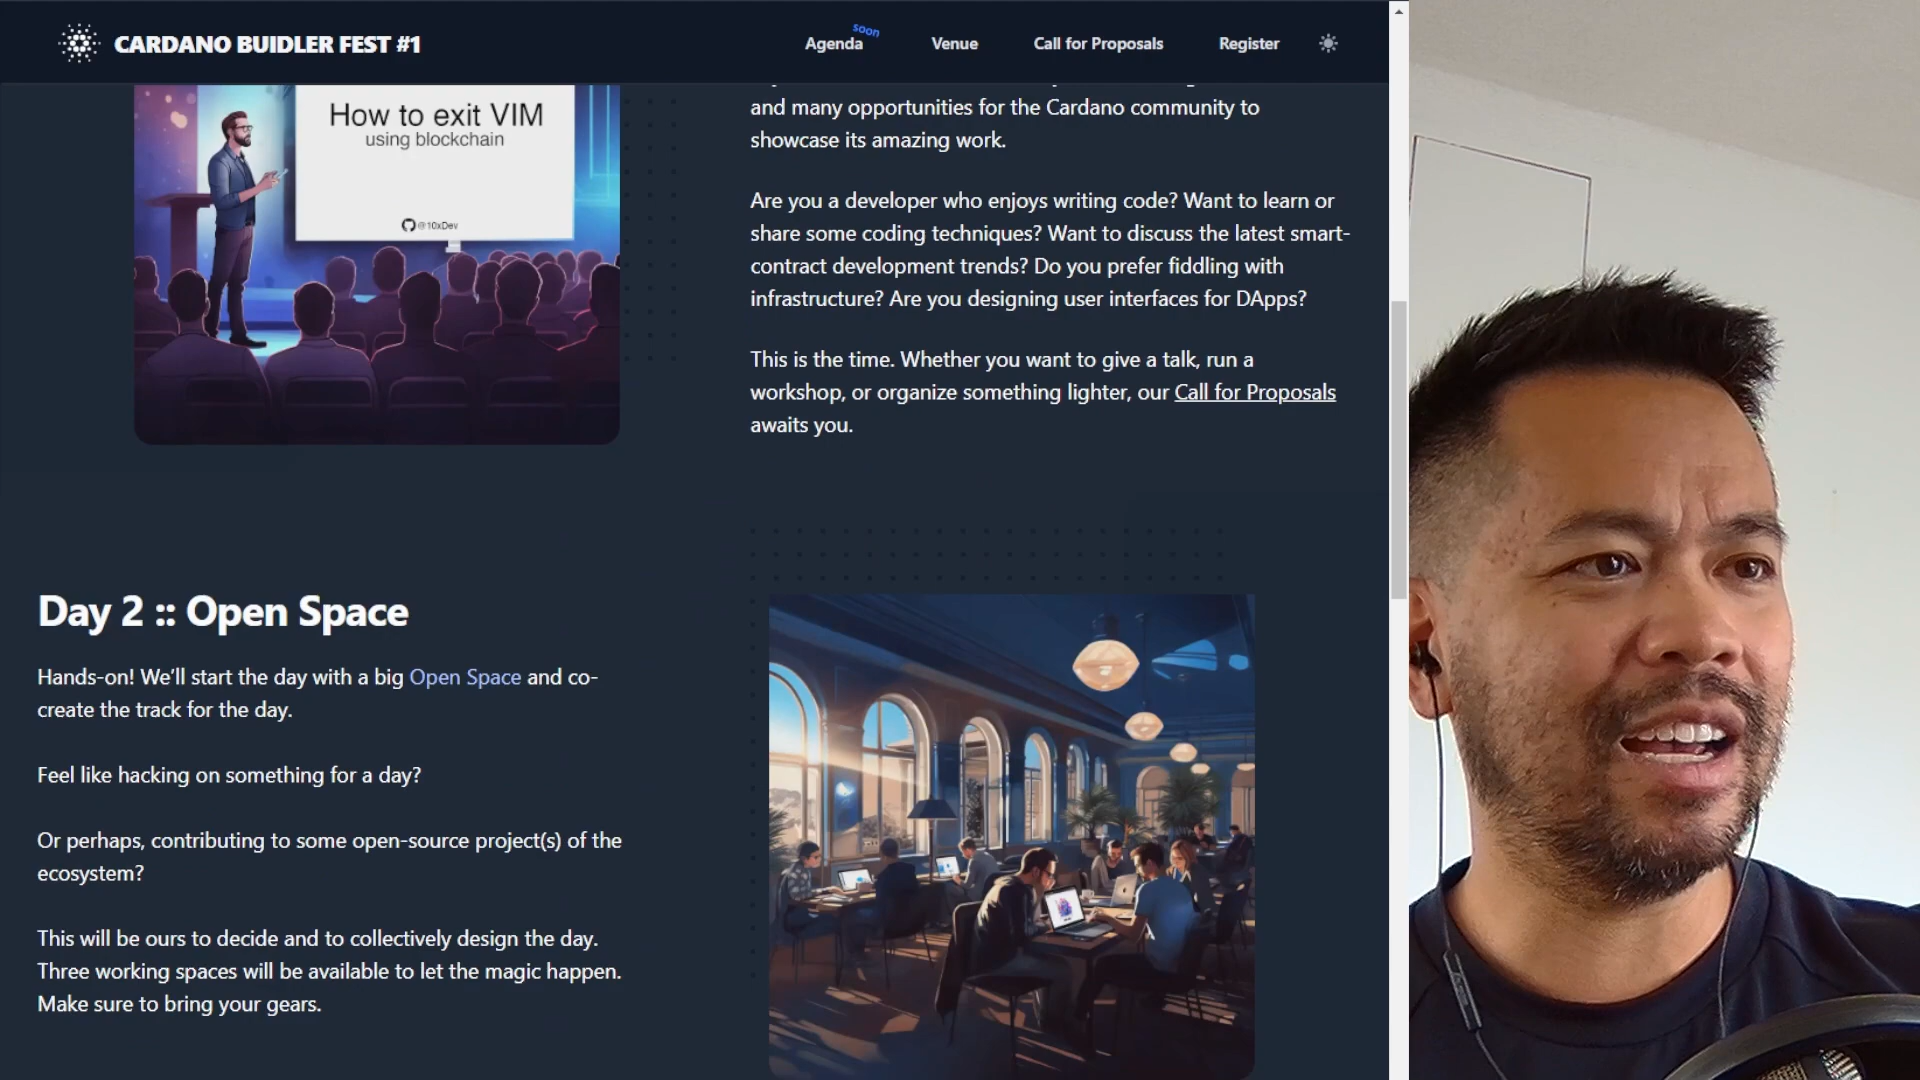 CARDANO BUIDLER FEST #1
soon
Agenda
Venue
Call for Proposals
Register
How to exit VIM
using blockchain
@10xDev
and many opportunities for the Cardano community to
showcase its amazing work.
Are you a developer who enjoys writing code? Want to learn or
share some coding techniques? Want to discuss the latest smart-
contract development trends? Do you prefer fiddling with
infrastructure? Are you designing user interfaces for DApps?
This is the time. Whether you want to give a talk, run a
workshop, or organize something lighter, our Call for Proposals
awaits you.
Day 2 :: Open Space
Hands-on! We'll start the day with a big Open Space and co-
create the track for the day.
Feel like hacking on something for a day?
Or perhaps, contributing to some open-source project(s) of the
ecosystem?
This will be ours to decide and to collectively design the day.
Three working spaces will be available to let the magic happen.
Make sure to bring your gears.